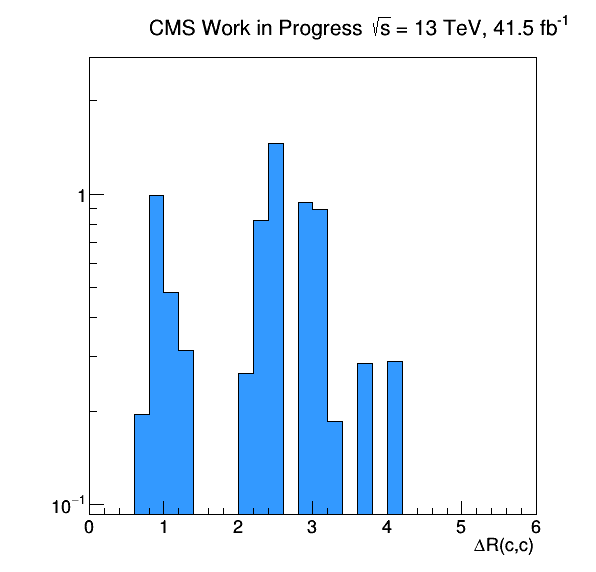 CMS Work in Progress √s = 13 TeV, 41.5 fb⁻¹
1
10⁻¹
0 1 2 3 4 5 6
ΔR(c,c)